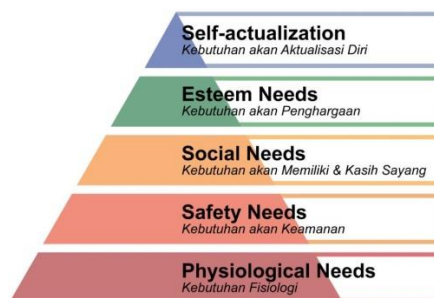 Self-actualization
Kebutuhan akan Aktualisasi Diri
Esteem Needs
Kebutuhan akan Penghargaan
Social Needs
Kebutuhan akan Memiliki & Kasih Sayang
Safety Needs
Kebutuhan akan Keamanan
Physiological Needs
Kebutuhan Fisiologi